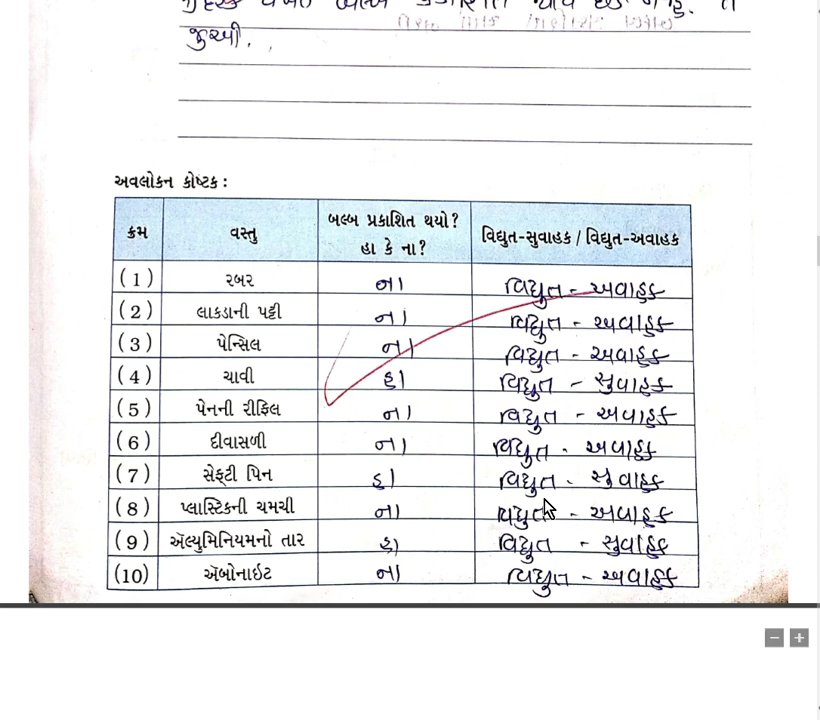 જુઓ.
અવલોકન કોષ્ટક :
ક્રમ વસ્તુ બલ્બ પ્રકાશિત થયો? હા કે ના? વિદ્યુત-સુવાહક / વિદ્યુત-અવાહક
(1) રબર ના વિદ્યુત - અવાહક
(2) લાકડાની પટ્ટી ના વિદ્યુત - અવાહક
(3) પેન્સિલ ના વિદ્યુત - અવાહક
(4) ચાવી હા વિદ્યુત - સુવાહક
(5) પેનની રીફિલ ના વિદ્યુત - અવાહક
(6) દીવાસળી ના વિદ્યુત - અવાહક
(7) સેફ્ટી પિન હા વિદ્યુત - સુવાહક
(8) પ્લાસ્ટિકની ચમચી ના વિદ્યુત - અવાહક
(9) ઍલ્યુમિનિયમનો તાર હા વિદ્યુત - સુવાહક
(10) ઍબોનાઇટ ના વિદ્યુત - અવાહક